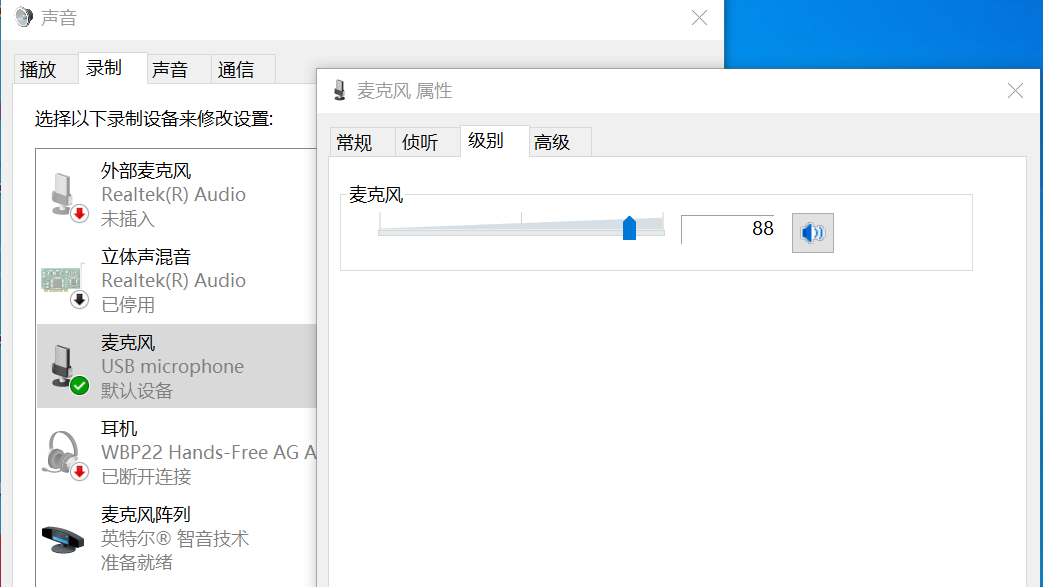 声音
播放 录制 声音 通信
选择以下录制设备来修改设置:
外部麦克风
Realtek(R) Audio
未插入
立体声混音
Realtek(R) Audio
已停用
麦克风
USB microphone
默认设备
耳机
WBP22 Hands-Free AG A
已断开连接
麦克风阵列
英特尔® 智音技术
准备就绪
麦克风 属性
常规 侦听 级别 高级
麦克风
88